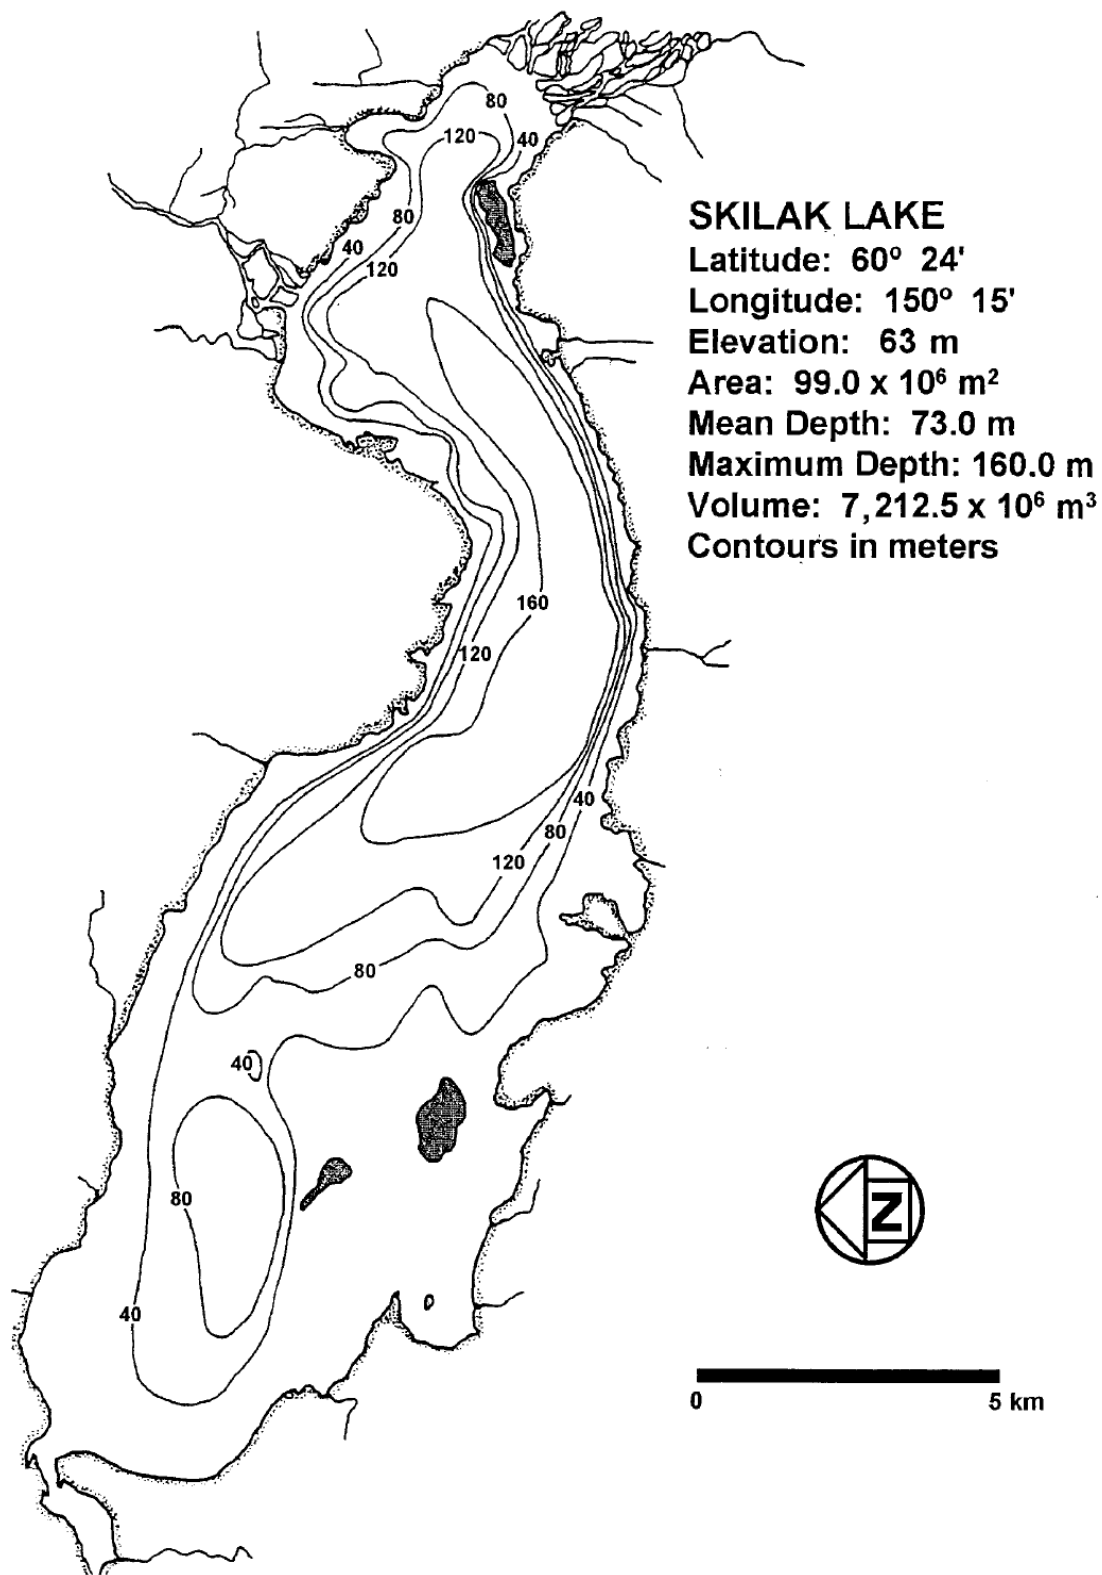 80
120
40
80
40
120
SKILAK LAKE
Latitude: 60º 24'
Longitude: 150º 15'
Elevation: 63 m
Area: 99.0 x 10⁶ m²
Mean Depth: 73.0 m
Maximum Depth: 160.0 m
Volume: 7,212.5 x 10⁶ m³
Contours in meters
160
120
40
80
120
80
40
80
40
N
0 5 km